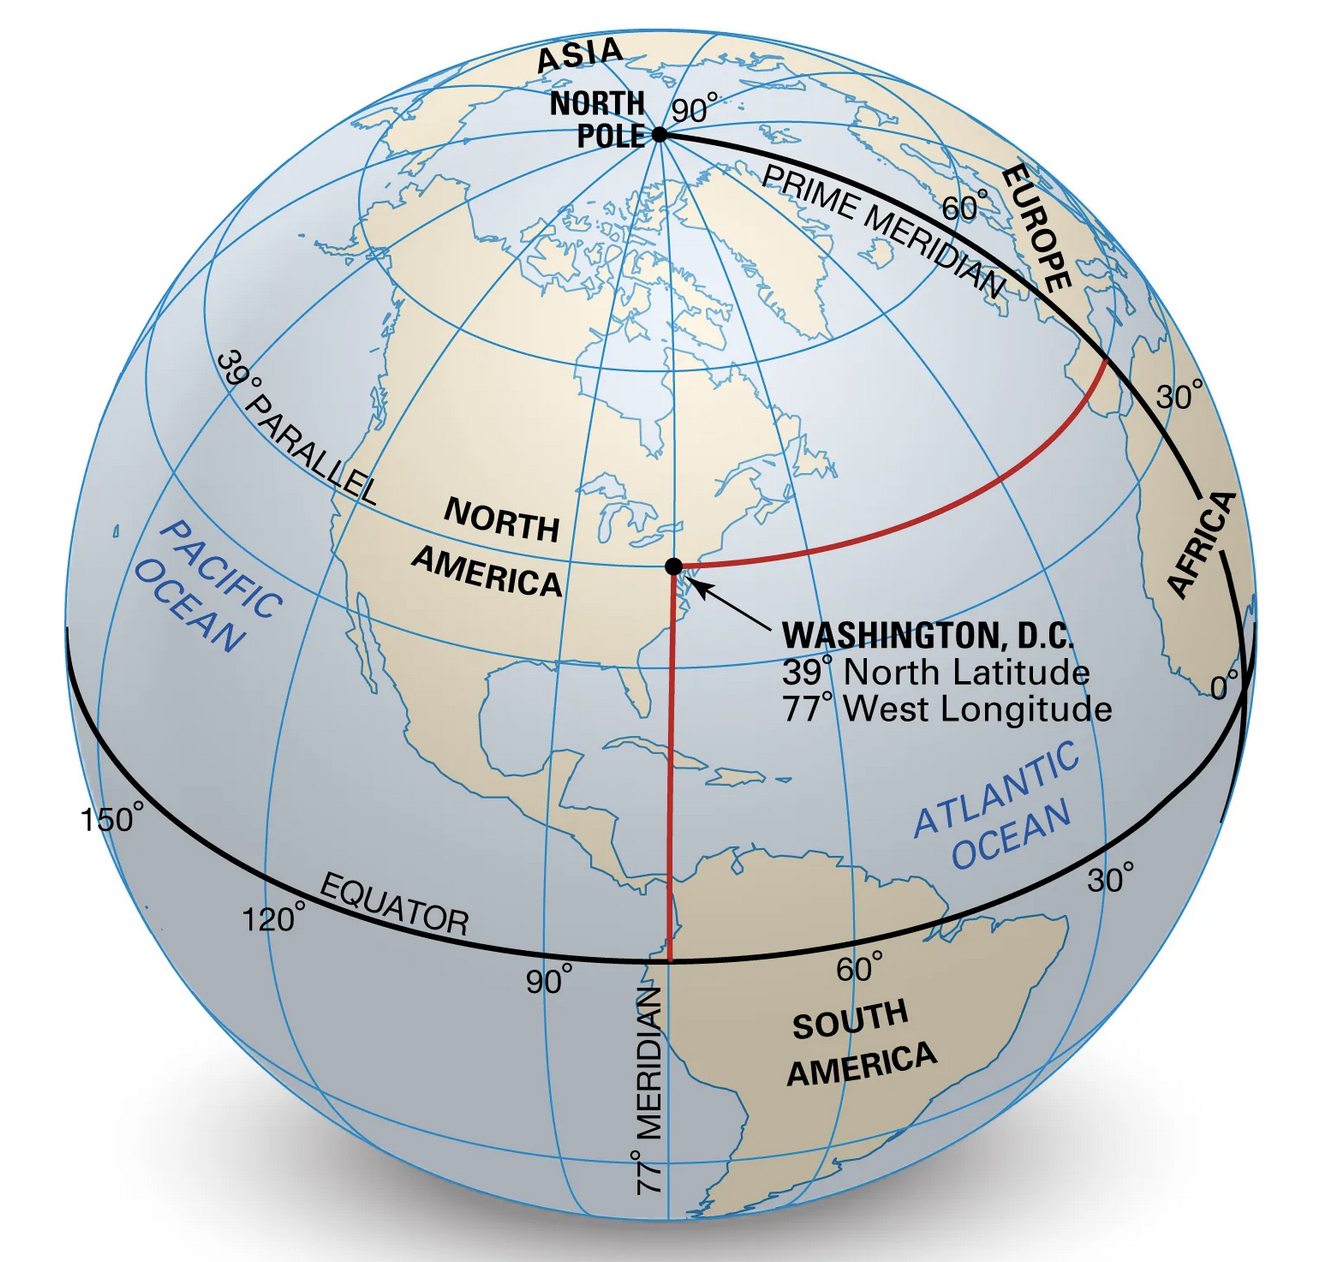 ASIA
NORTH
POLE
90°
PRIME MERIDIAN
60°
EUROPE
39° PARALLEL
30°
NORTH
AMERICA
AFRICA
PACIFIC
OCEAN
WASHINGTON, D.C.
39° North Latitude
77° West Longitude
0°
ATLANTIC
OCEAN
150°
EQUATOR
120°
30°
90°
60°
77° MERIDIAN
SOUTH
AMERICA